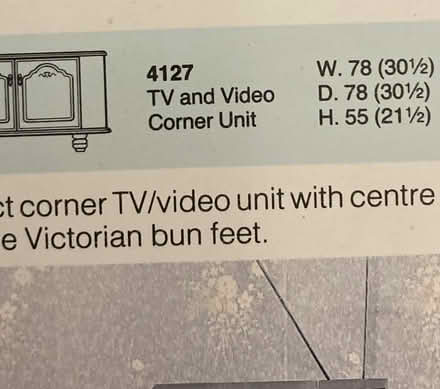 4127 W. 78 (30½)
TV and Video D. 78 (30½)
Corner Unit H. 55 (21½)
corner TV/video unit with centre
Victorian bun feet.